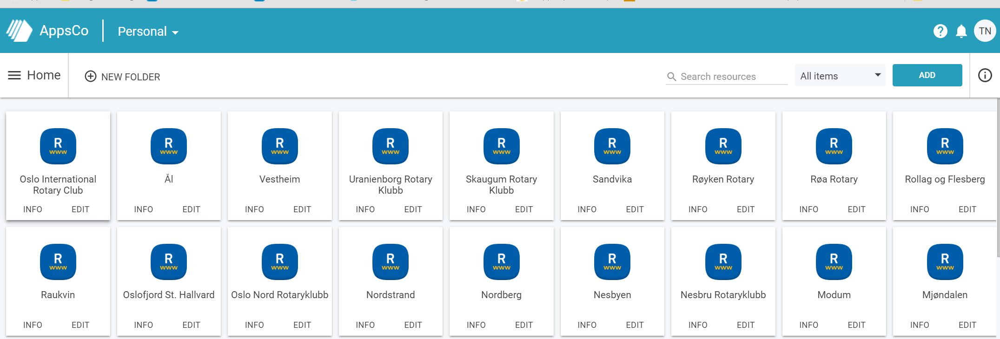 AppsCo
Personal
?
TN
Home
NEW FOLDER
Search resources
All items
ADD
R
www
Oslo International
Rotary Club
INFO EDIT
R
www
Ål
INFO EDIT
R
www
Vestheim
INFO EDIT
R
www
Uranienborg Rotary
Klubb
INFO EDIT
R
www
Skaugum Rotary
Klubb
INFO EDIT
R
www
Sandvika
INFO EDIT
R
www
Røyken Rotary
INFO EDIT
R
www
Røa Rotary
INFO EDIT
R
www
Rollag og Flesberg
INFO EDIT
R
www
Raukvin
INFO EDIT
R
www
Oslofjord St. Hallvard
INFO EDIT
R
www
Oslo Nord Rotaryklubb
INFO EDIT
R
www
Nordstrand
INFO EDIT
R
www
Nordberg
INFO EDIT
R
www
Nesbyen
INFO EDIT
R
www
Nesbru Rotaryklubb
INFO EDIT
R
www
Modum
INFO EDIT
R
www
Mjøndalen
INFO EDIT